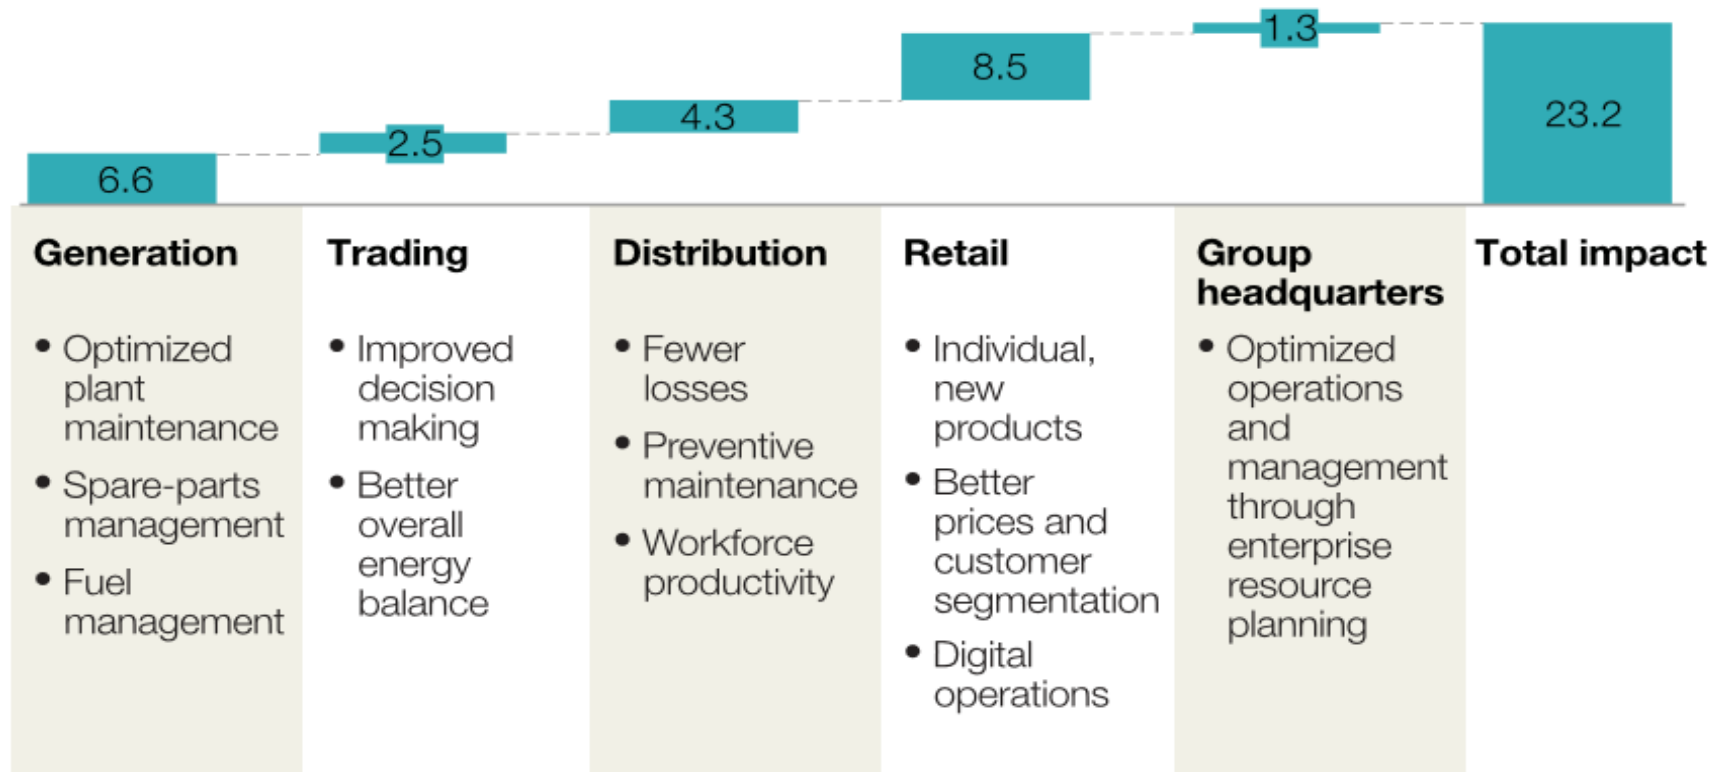 6.6
2.5
4.3
8.5
1.3
23.2
Generation
• Optimized
plant
maintenance
• Spare-parts
management
• Fuel
management
Trading
• Improved
decision
making
• Better
overall
energy
balance
Distribution
• Fewer
losses
• Preventive
maintenance
• Workforce
productivity
Retail
• Individual,
new
products
• Better
prices and
customer
segmentation
• Digital
operations
Group
headquarters
• Optimized
operations
and
management
through
enterprise
resource
planning
Total impact